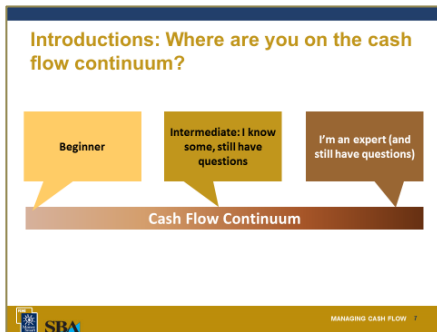 Introductions: Where are you on the cash
flow continuum?
Beginner
Intermediate: I know
some, still have
questions
I'm an expert (and
still have questions)
Cash Flow Continuum
SBA
MANAGING CASH FLOW 7